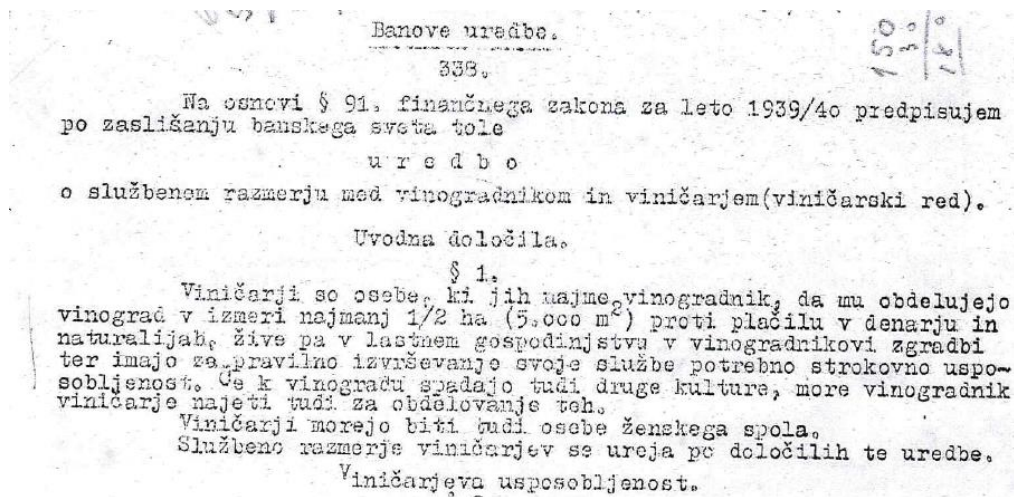 Banove uredbe.
338.
Na osnovi § 91. finančnega zakona za leto 1939/4o predpisujem
po zaslišanju banskega sveta tole
u r e d b o
o službenem razmerju med vinogradnikom in viničarjem(viničarski red).
Uvodna določila.
§ 1.
Viničarji so osebe, ki jih najme vinogradnik, da mu obdelujejo
vinograd v izmeri najmanj 1/2 ha (5.ooo m2) proti plačilu v denarju in
naturalijah, žive pa v lastnem gospodinjstvu v vinogradnikovi zgradbi
ter imajo za pravilno izvrševanje svoje službe potrebno strokovno uspo-
sobljenost. Če k vinogradu spadajo tudi druge kulture, more vinogradnik
viničarje najeti tudi za obdelovanje teh.
Viničarji morejo biti tudi osebe ženskega spola.
Službeno razmerje viničarjev se ureja po določilih te uredbe.
Viničarjeva usposobljenost.